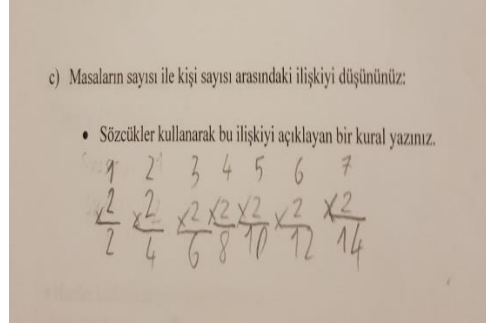 c) Masaların sayısı ile kişi sayısı arasındaki ilişkiyi düşününüz:
• Sözcükler kullanarak bu ilişkiyi açıklayan bir kural yazınız.
1 2 3 4 5 6 7
x2 x2 x2 x2 x2 x2 x2
2 4 6 8 10 12 14